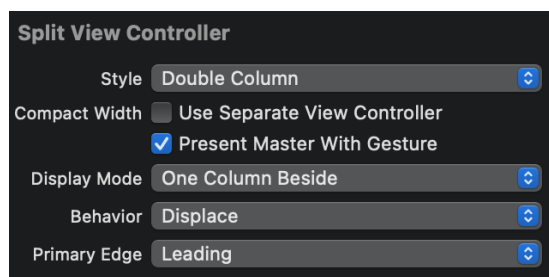 Split View Controller
Style Double Column
Compact Width Use Separate View Controller
Present Master With Gesture
Display Mode One Column Beside
Behavior Displace
Primary Edge Leading